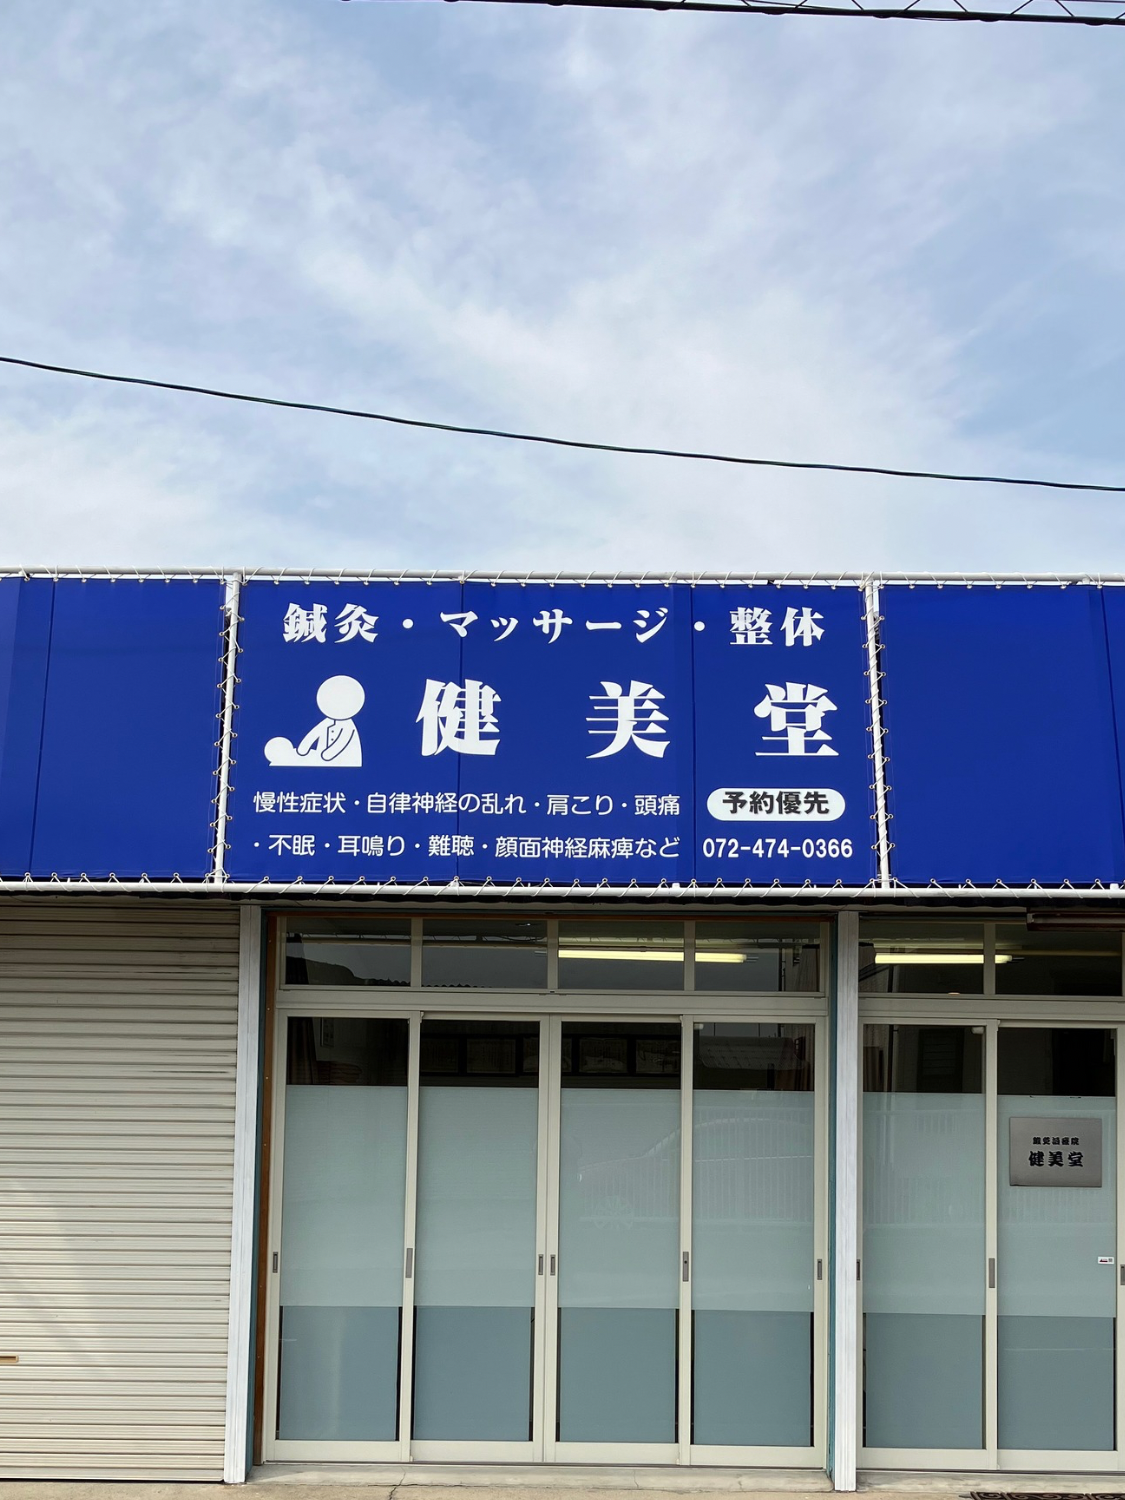 鍼灸・マッサージ・整体
健美堂
慢性症状・自律神経の乱れ・肩こり・頭痛
・不眠・耳鳴り・難聴・顔面神経麻痺など
予約優先
072-474-0366
健美堂